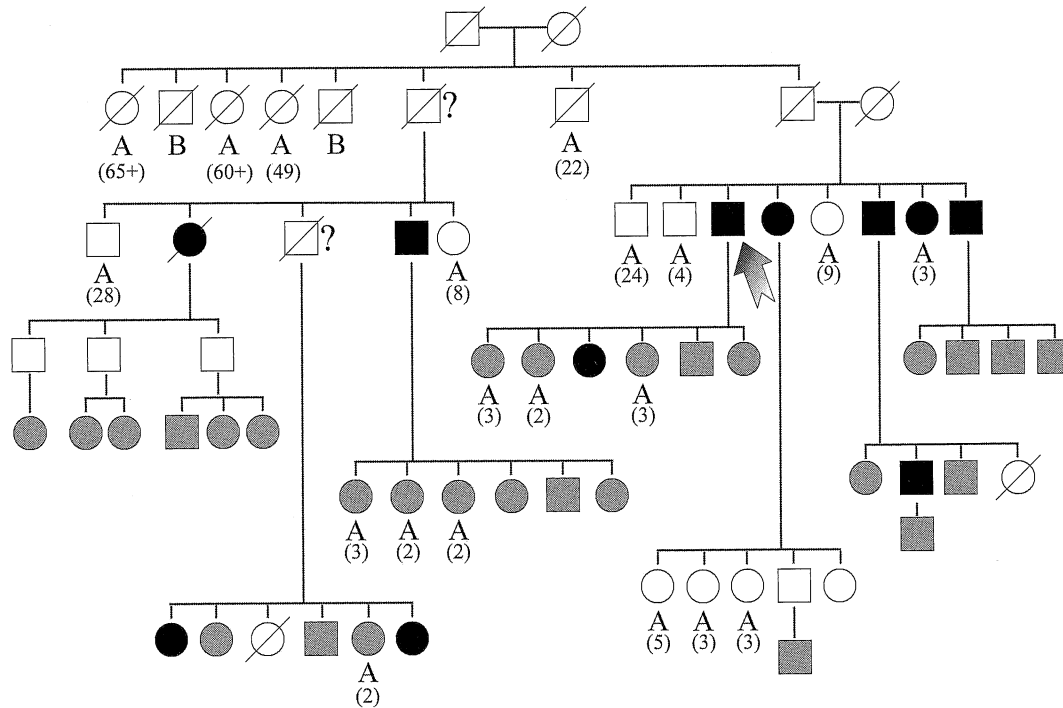 ?
A B A A B A
(65+) (60+) (49) (22)
?
A A A A A A
(28) (8) (24) (4) (9) (3)
A A A
(3) (2) (3)
A A A
(3) (2) (2)
A A A
(5) (3) (3)
A
(2)